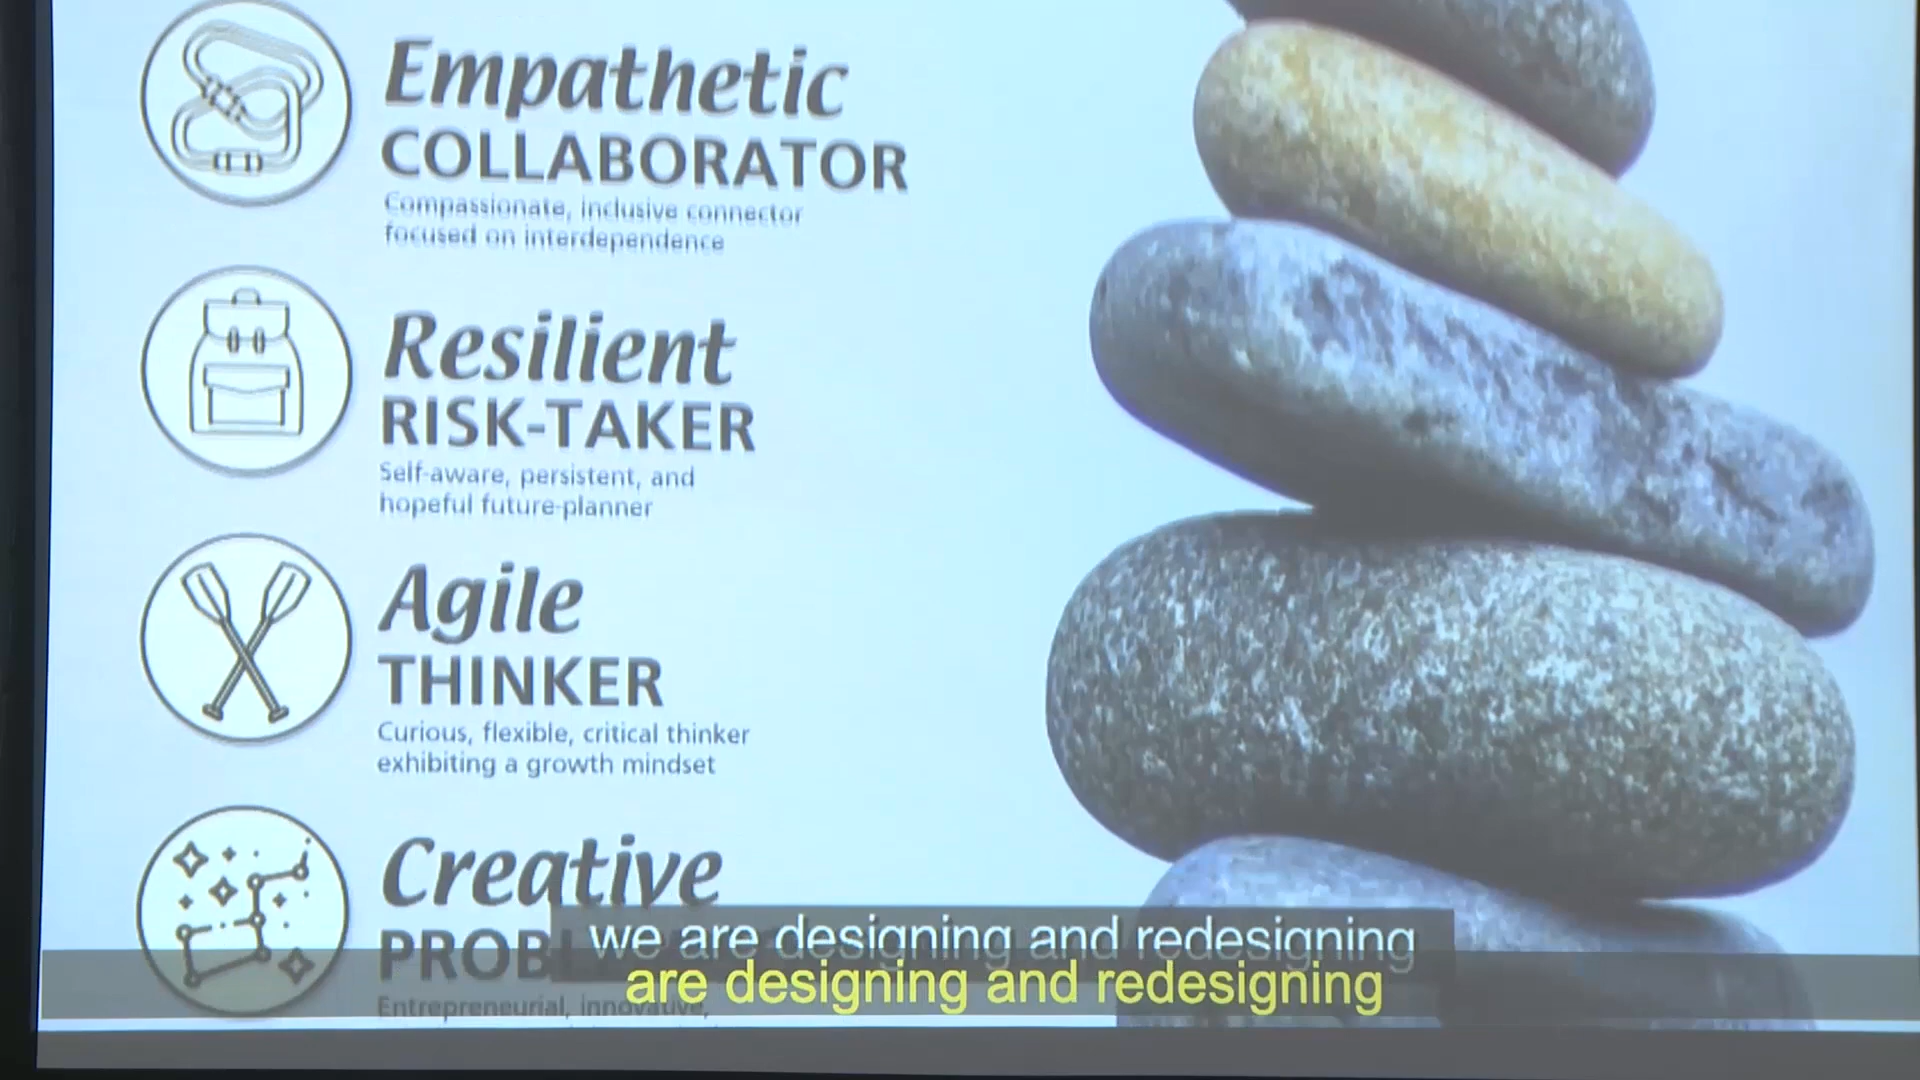 Empathetic
COLLABORATOR
Compassionate, inclusive connector
focused on interdependence
Resilient
RISK-TAKER
Self-aware, persistent, and
hopeful future-planner
Agile
THINKER
Curious, flexible, critical thinker
exhibiting a growth mindset
Creative
Entrepreneurial, innovative,
we are designing and redesigning
are designing and redesigning